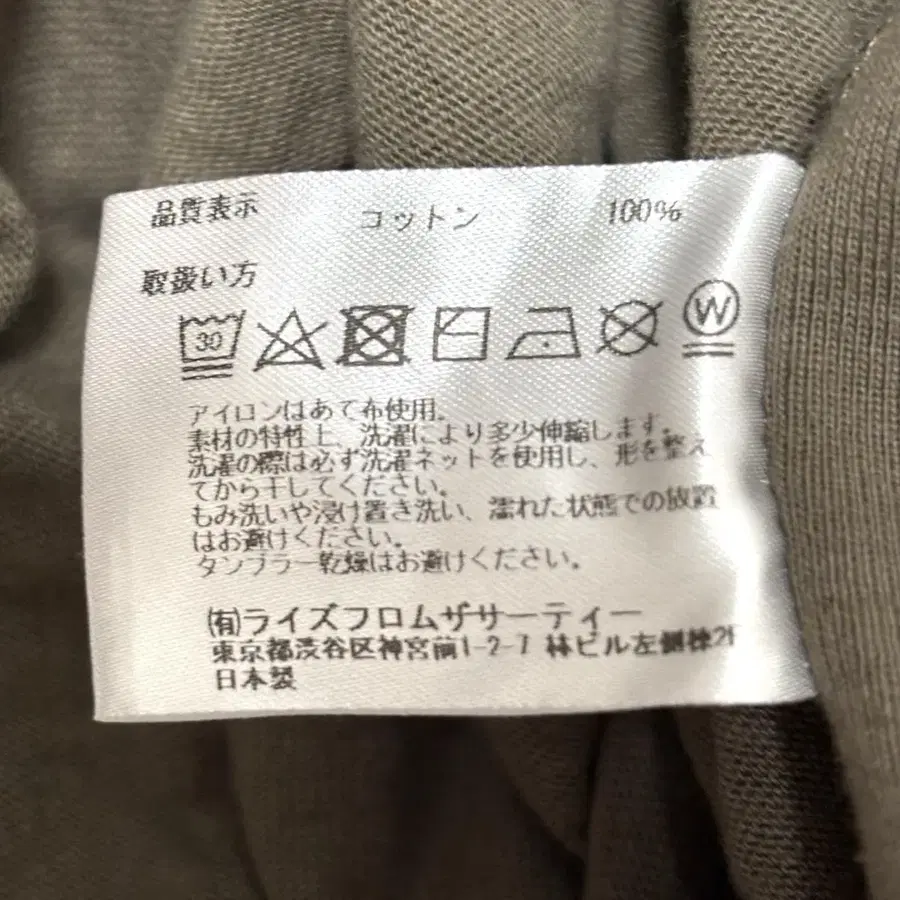 品質表示 コットン 100%
取扱い方
30 W
アイロンはあて布使用。
素材の特性上、洗濯により多少伸縮します。
洗濯の際は必ず洗濯ネットを使用し、形を整え
てから干してください。
もみ洗いや浸け置き洗い、濡れた状態での放置
はお避けください。
タンブラー乾燥はお避けください。
(有)ライズフロムザサーティー
東京都渋谷区神宮前1-2-7 林ビル左側棟2F
日本製